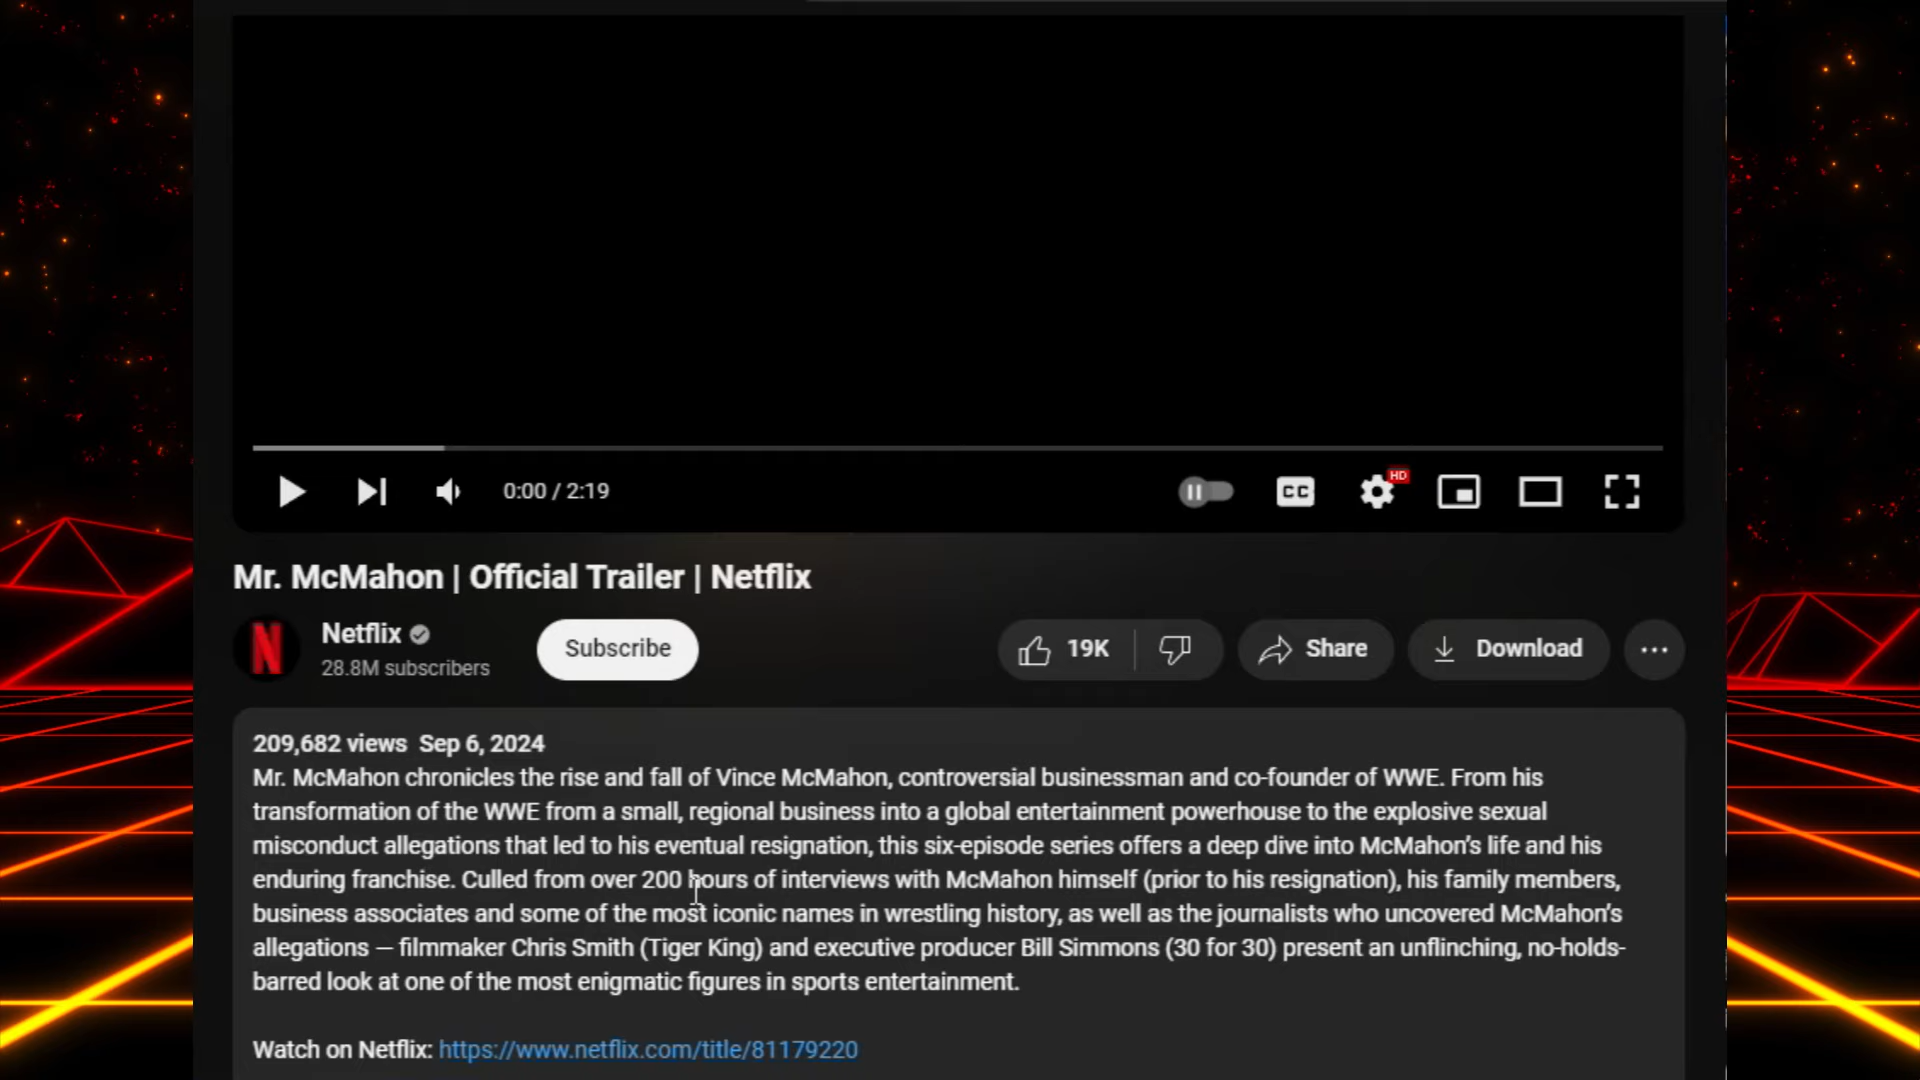 0:00 / 2:19
CC
HD
Mr. McMahon | Official Trailer | Netflix
N
Netflix
28.8M subscribers
Subscribe
19K
Share
Download
209,682 views Sep 6, 2024
Mr. McMahon chronicles the rise and fall of Vince McMahon, controversial businessman and co-founder of WWE. From his
transformation of the WWE from a small, regional business into a global entertainment powerhouse to the explosive sexual
misconduct allegations that led to his eventual resignation, this six-episode series offers a deep dive into McMahon’s life and his
enduring franchise. Culled from over 200 hours of interviews with McMahon himself (prior to his resignation), his family members,
business associates and some of the most iconic names in wrestling history, as well as the journalists who uncovered McMahon’s
allegations — filmmaker Chris Smith (Tiger King) and executive producer Bill Simmons (30 for 30) present an unflinching, no-holds-
barred look at one of the most enigmatic figures in sports entertainment.
Watch on Netflix: https://www.netflix.com/title/81179220